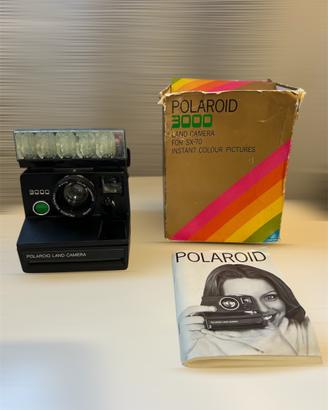 3000
POLAROID LAND CAMERA
POLAROID
3000
LAND CAMERA
FOR SX-70
INSTANT COLOUR PICTURES
POLAROID